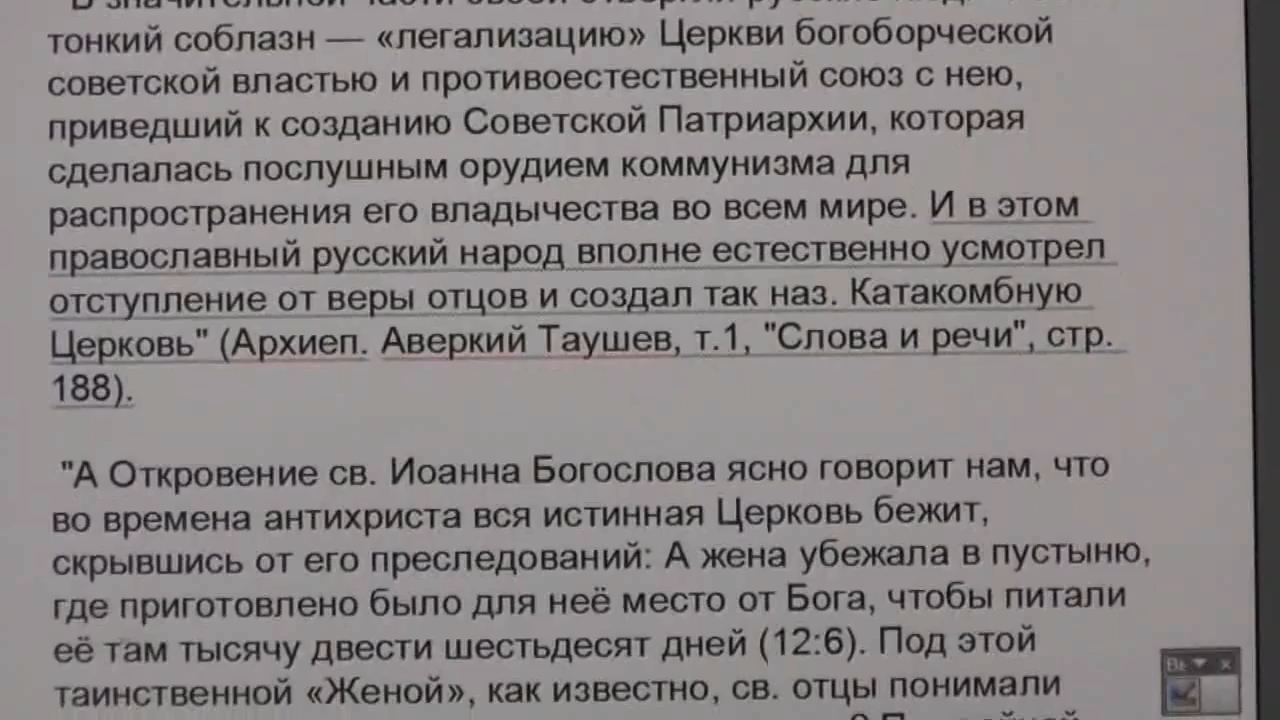 В значительной части своей отвергли русские
тонкий соблазн — «легализацию» Церкви богоборческой
советской властью и противоестественный союз с нею,
приведший к созданию Советской Патриархии, которая
сделалась послушным орудием коммунизма для
распространения его владычества во всем мире. И в этом
православный русский народ вполне естественно усмотрел
отступление от веры отцов и создал так наз. Катакомбную
Церковь" (Архиеп. Аверкий Таушев, т.1, "Слова и речи", стр.
188).
"А Откровение св. Иоанна Богослова ясно говорит нам, что
во времена антихриста вся истинная Церковь бежит,
скрывшись от его преследований: А жена убежала в пустыню,
где приготовлено было для неё место от Бога, чтобы питали
её там тысячу двести шестьдесят дней (12:6). Под этой
таинственной «Женой», как известно, св. отцы понимали